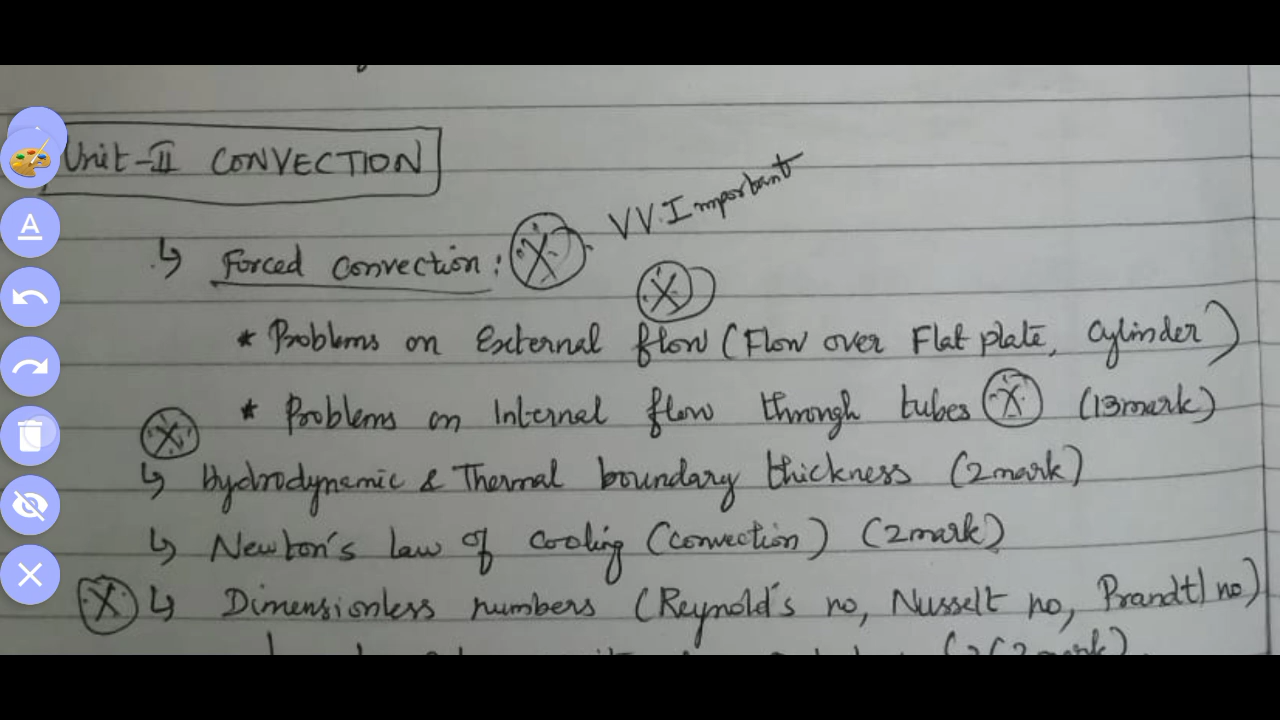 Unit-II CONVECTION
VV.Important
↳ Forced Convection:
* Problems on External flow (Flow over Flat plate, Cylinder)
* Problems on Internal flow through tubes (13mark)
↳ Hydrodynamic & Thermal boundary thickness (2mark)
↳ Newton's law of Cooling (convection) (2mark)
↳ Dimensionless numbers (Reynold's no, Nusselt no, Prandtl no)
A